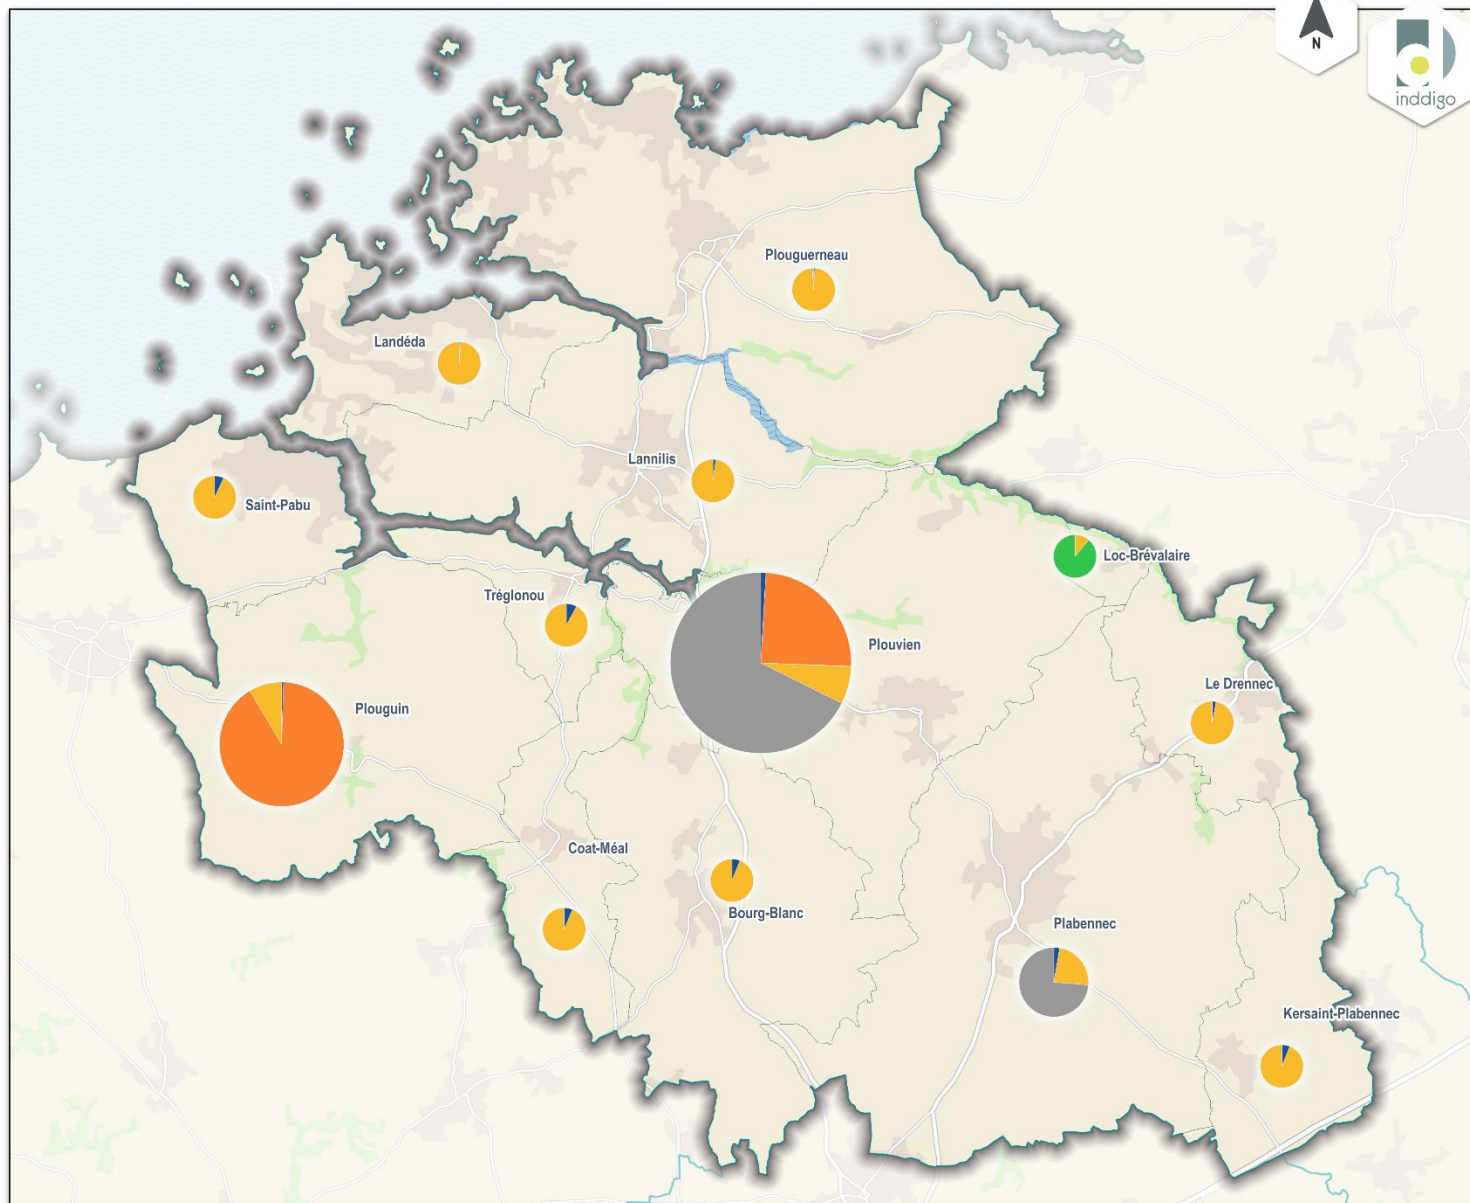 N
inddigo
Plouguerneau
Landéda
Lannilis
Saint-Pabu
Loc-Brévalaire
Tréglonou
Plouvien
Le Drennec
Plouguin
Coat-Méal
Bourg-Blanc
Plabennec
Kersaint-Plabennec